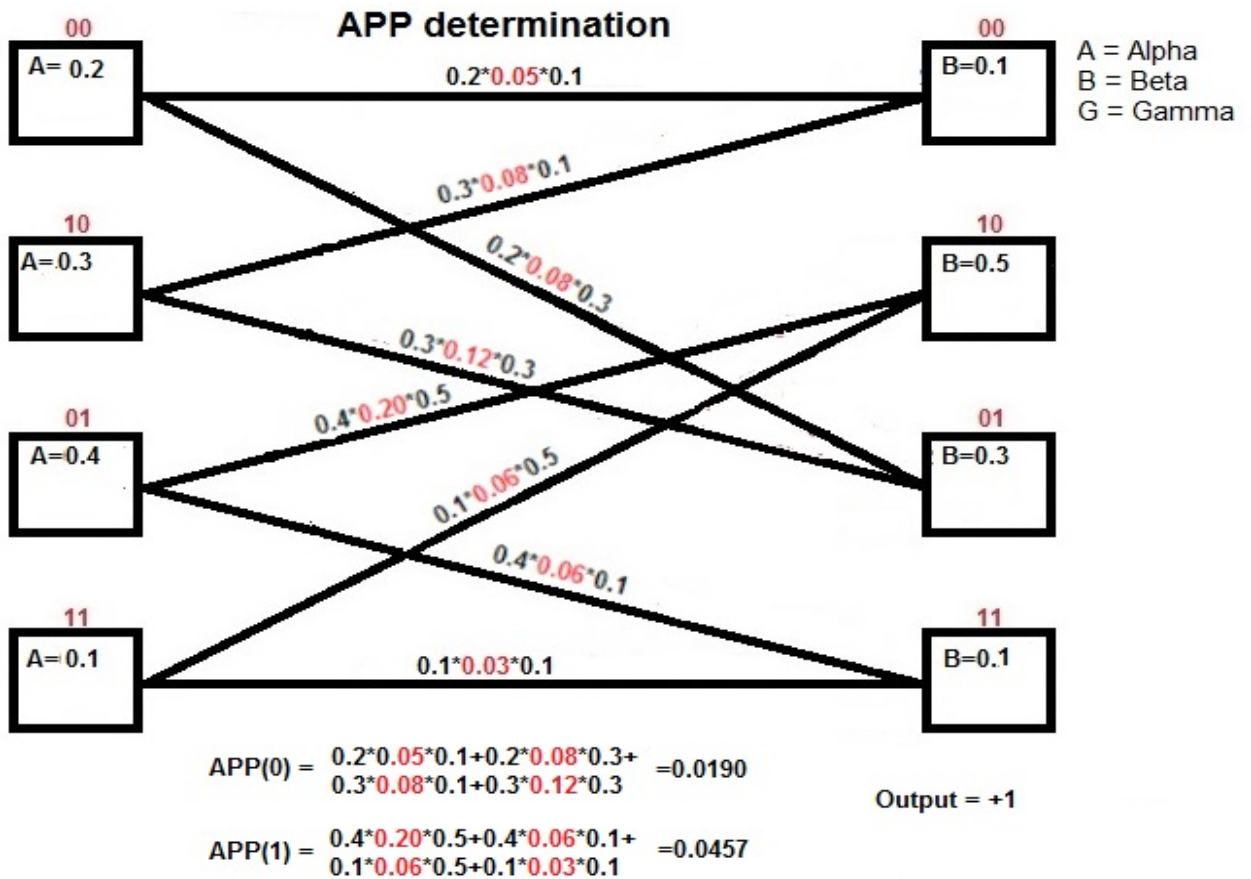 APP determination
00
A= 0.2
0.2*0.05*0.1
00
B=0.1
A = Alpha
B = Beta
G = Gamma
0.3*0.08*0.1
10
A=0.3
0.2*0.08*0.3
10
B=0.5
0.3*0.12*0.3
0.4*0.20*0.5
01
A=0.4
0.1*0.06*0.5
01
B=0.3
0.4*0.06*0.1
11
A=0.1
0.1*0.03*0.1
11
B=0.1
APP(0) = 0.2*0.05*0.1+0.2*0.08*0.3+
0.3*0.08*0.1+0.3*0.12*0.3
=0.0190
Output = +1
APP(1) = 0.4*0.20*0.5+0.4*0.06*0.1+
0.1*0.06*0.5+0.1*0.03*0.1
=0.0457